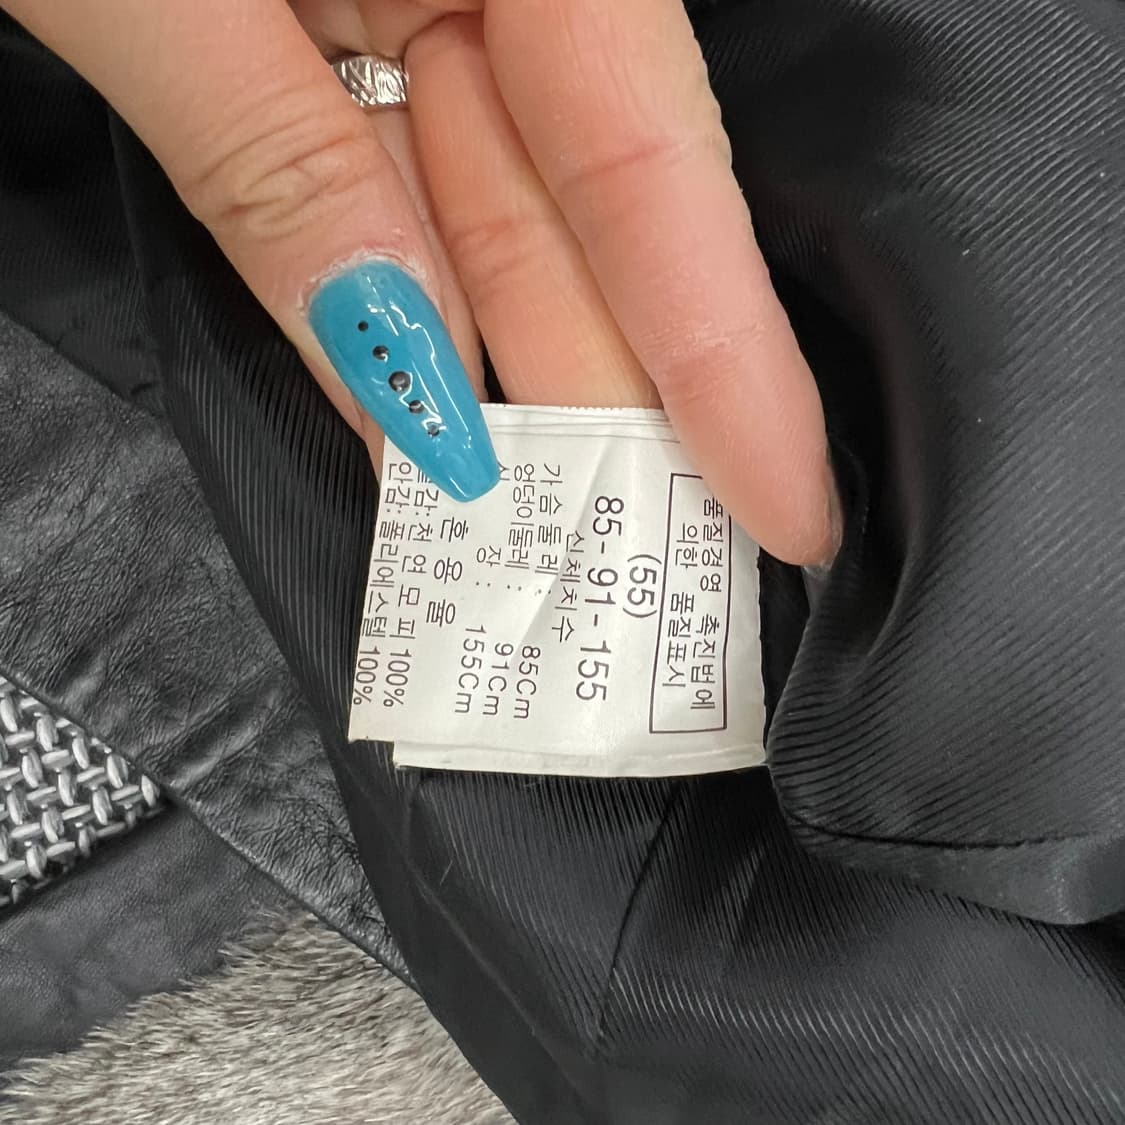 품질경영 촉진법에
의한 품질표시
(55)
85-91-155
신체치수
가슴둘레: 85Cm
엉덩이둘레: 91Cm
신 장: 155Cm
혼용율
겉감: 천연모피 100%
안감: 폴리에스텔 100%